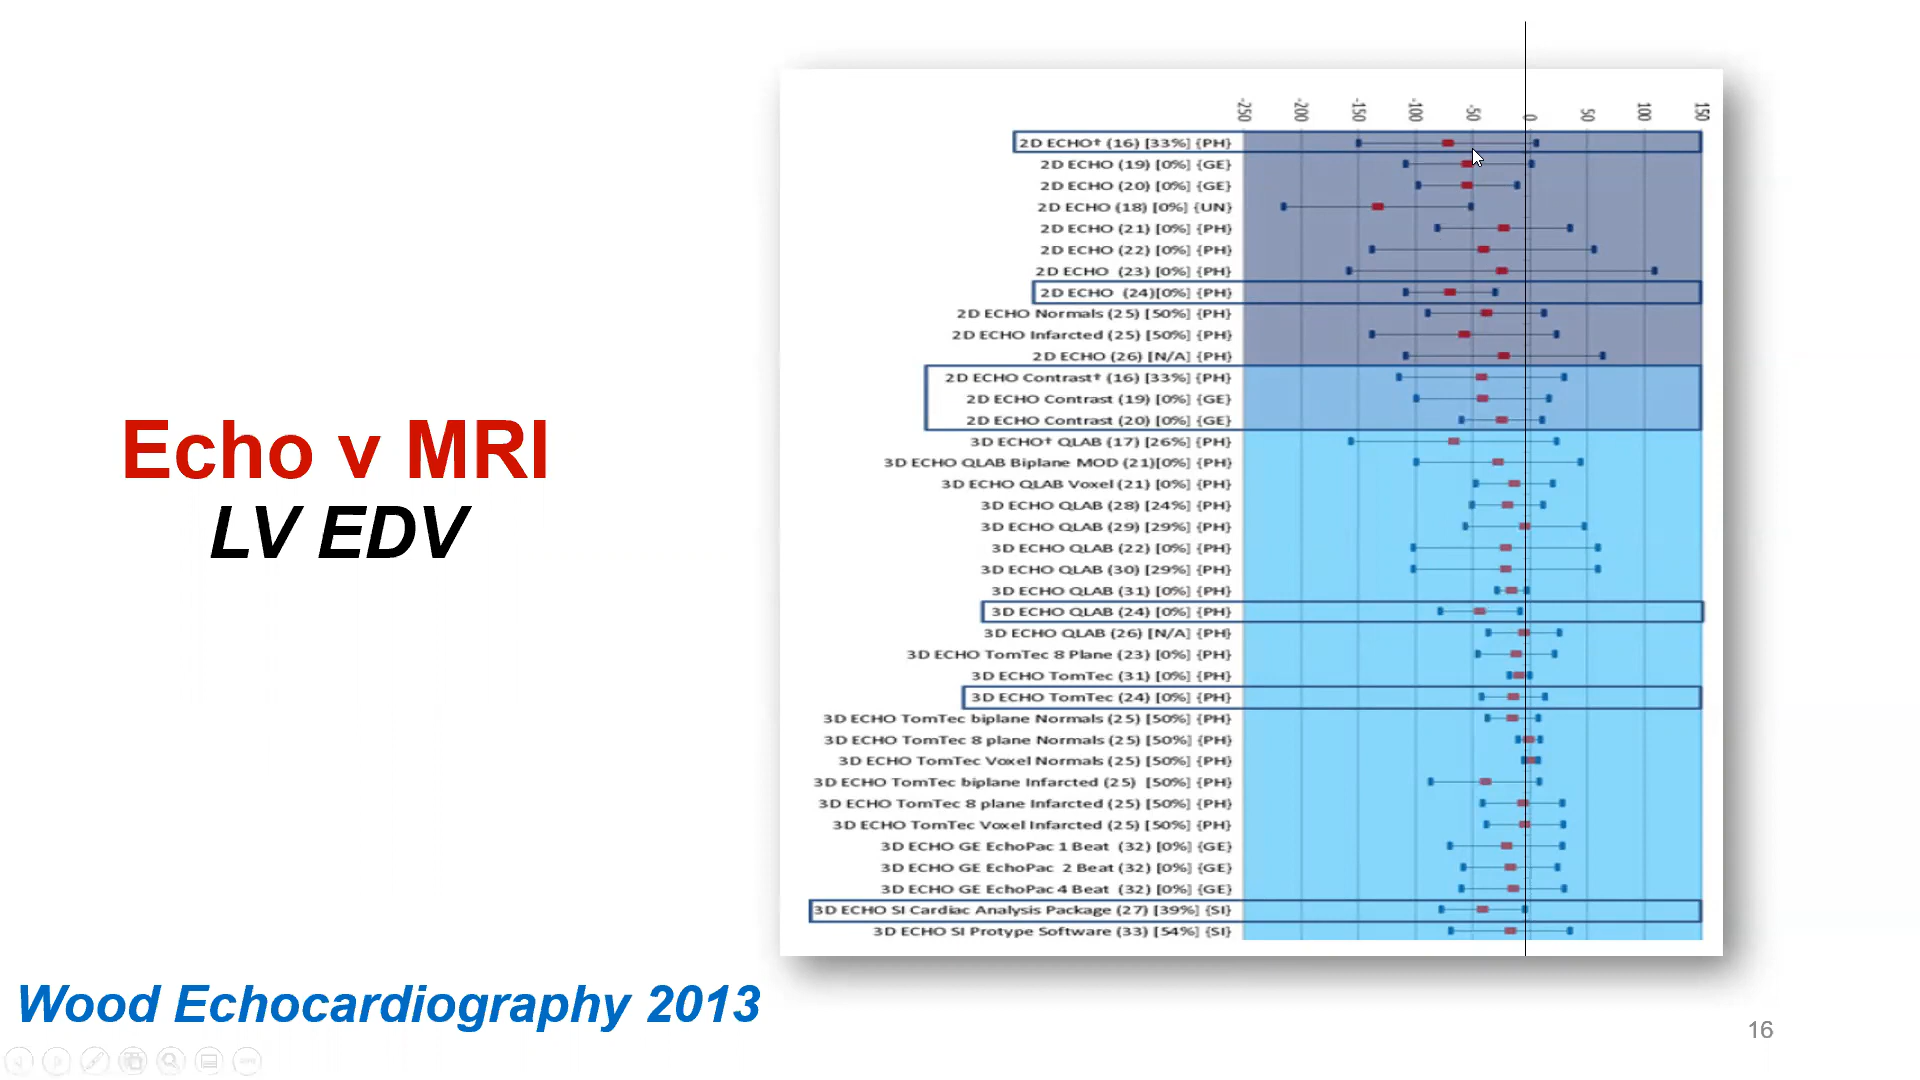 Echo v MRI
LV EDV
Wood Echocardiography 2013
-250 -200 -150 -100 -50 0 50 100 150
2D ECHO† (16) [33%] {PH}
2D ECHO (19) [0%] {GE}
2D ECHO (20) [0%] {GE}
2D ECHO (18) [0%] {UN}
2D ECHO (21) [0%] {PH}
2D ECHO (22) [0%] {PH}
2D ECHO (23) [0%] {PH}
2D ECHO (24)[0%] {PH}
2D ECHO Normals (25) [50%] {PH}
2D ECHO Infarcted (25) [50%] {PH}
2D ECHO (26) [N/A] {PH}
2D ECHO Contrast† (16) [33%] {PH}
2D ECHO Contrast (19) [0%] {GE}
2D ECHO Contrast (20) [0%] {GE}
3D ECHO† QLAB (17) [26%] {PH}
3D ECHO QLAB Biplane MOD (21)[0%] {PH}
3D ECHO QLAB Voxel (21) [0%] {PH}
3D ECHO QLAB (28) [24%] {PH}
3D ECHO QLAB (29) [29%] {PH}
3D ECHO QLAB (22) [0%] {PH}
3D ECHO QLAB (30) [29%] {PH}
3D ECHO QLAB (31) [0%] {PH}
3D ECHO QLAB (24) [0%] {PH}
3D ECHO QLAB (26) [N/A] {PH}
3D ECHO TomTec 8 Plane (23) [0%] {PH}
3D ECHO TomTec (31) [0%] {PH}
3D ECHO TomTec (24) [0%] {PH}
3D ECHO TomTec biplane Normals (25) [50%] {PH}
3D ECHO TomTec 8 plane Normals (25) [50%] {PH}
3D ECHO TomTec Voxel Normals (25) [50%] {PH}
3D ECHO TomTec biplane Infarcted (25) [50%] {PH}
3D ECHO TomTec 8 plane Infarcted (25) [50%] {PH}
3D ECHO TomTec Voxel Infarcted (25) [50%] {PH}
3D ECHO GE EchoPac 1 Beat (32) [0%] {GE}
3D ECHO GE EchoPac 2 Beat (32) [0%] {GE}
3D ECHO GE EchoPac 4 Beat (32) [0%] {GE}
3D ECHO SI Cardiac Analysis Package (27) [39%] {SI}
3D ECHO SI Protype Software (33) [54%] {SI}
16